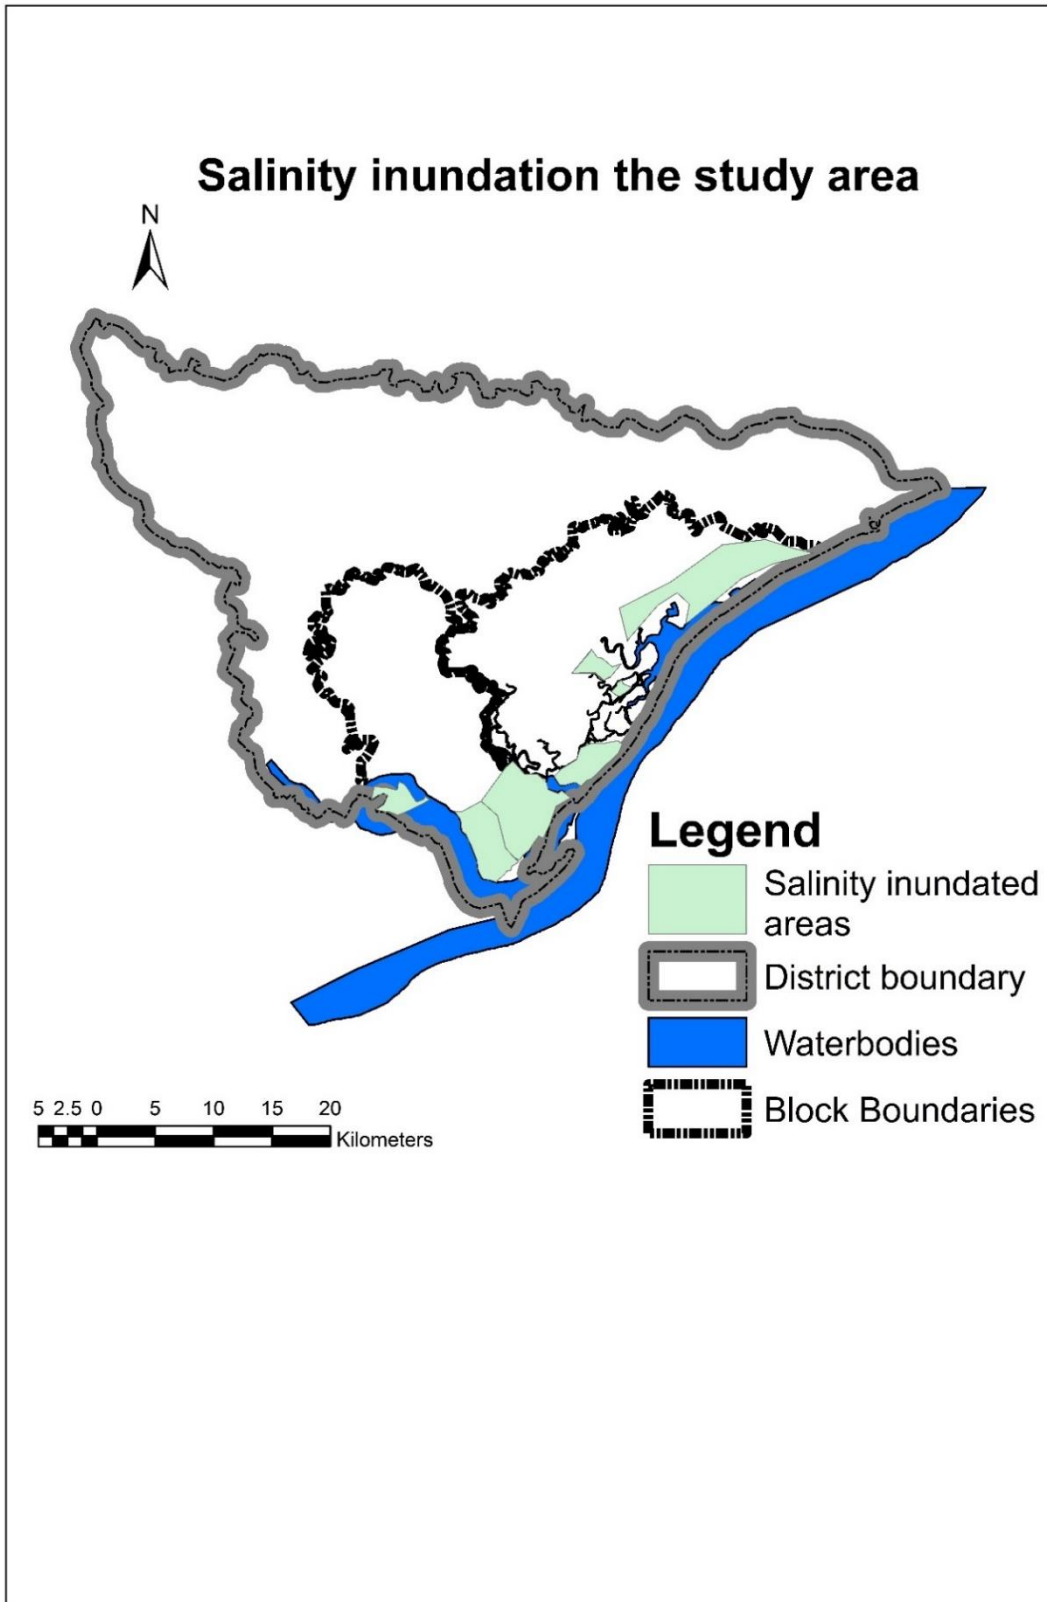 Salinity inundation the study area
N
Legend
Salinity inundated
areas
District boundary
Waterbodies
Block Boundaries
5 2.5 0 5 10 15 20
Kilometers